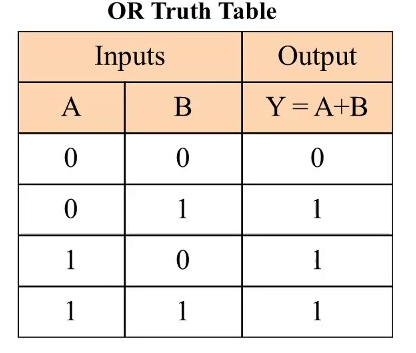 OR Truth Table
Inputs Output
A B Y = A+B
0 0 0
0 1 1
1 0 1
1 1 1